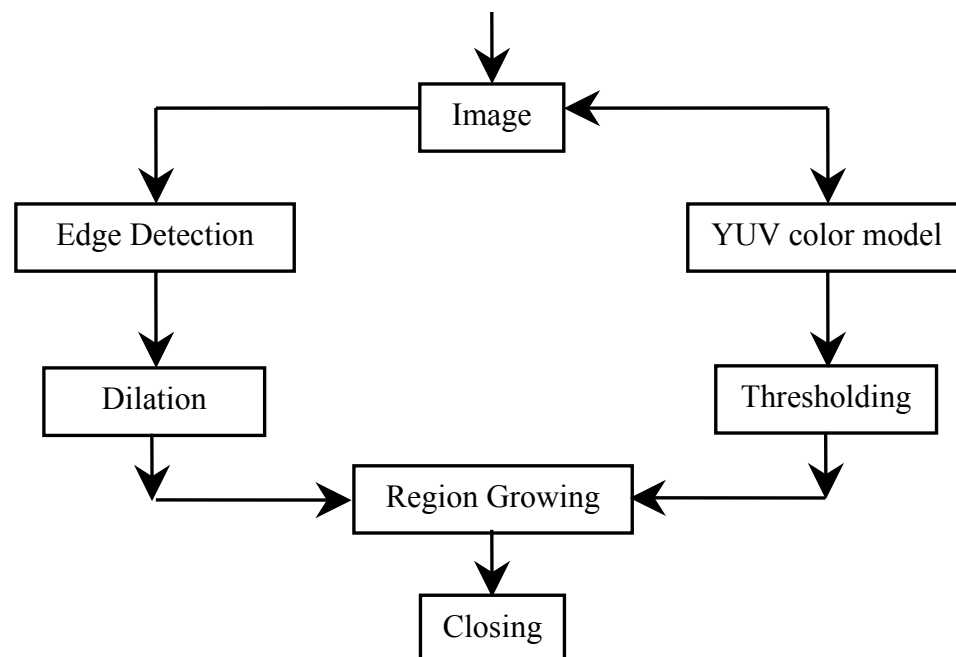 Image
Edge Detection
YUV color model
Dilation
Thresholding
Region Growing
Closing